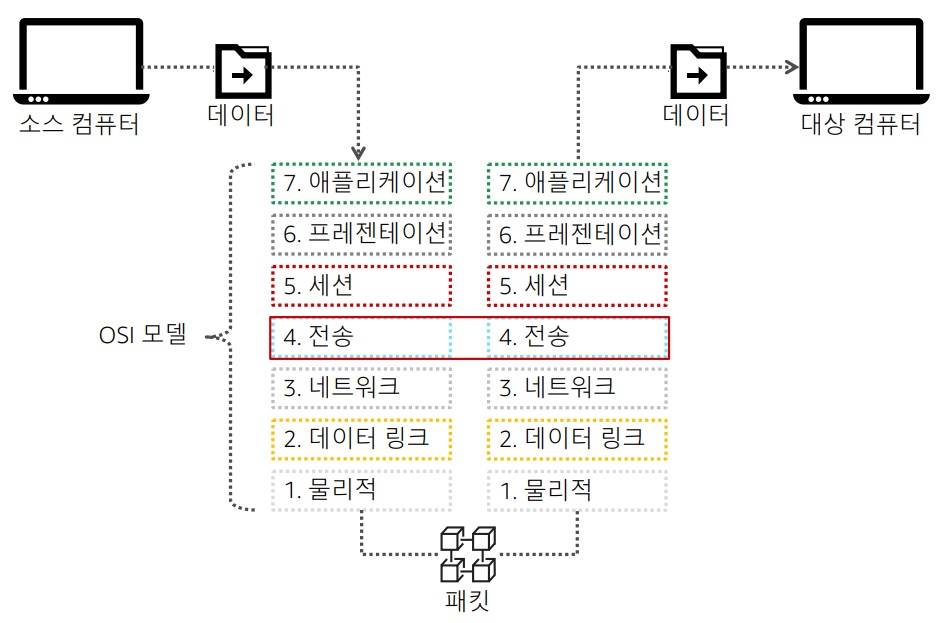 소스 컴퓨터
데이터
데이터
대상 컴퓨터
7. 애플리케이션
7. 애플리케이션
6. 프레젠테이션
6. 프레젠테이션
5. 세션
5. 세션
OSI 모델
4. 전송
4. 전송
3. 네트워크
3. 네트워크
2. 데이터 링크
2. 데이터 링크
1. 물리적
1. 물리적
패킷